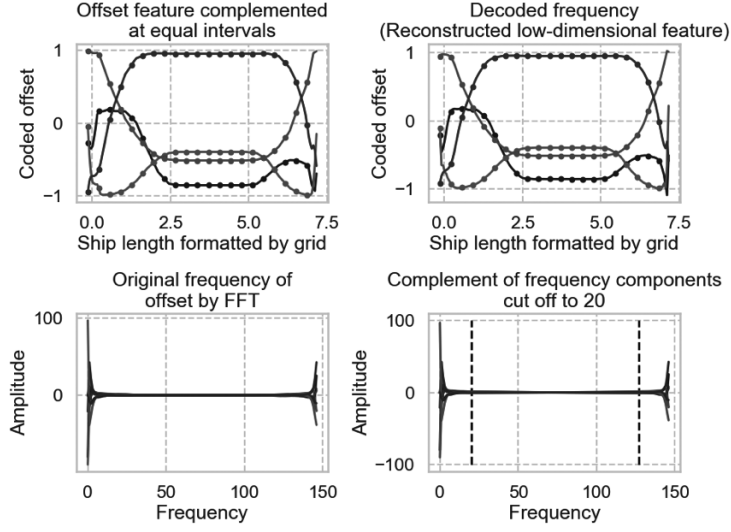 Offset feature complemented
at equal intervals
Coded offset
1
0
−1
0.0 2.5 5.0 7.5
Ship length formatted by grid
Decoded frequency
(Reconstructed low-dimensional feature)
Coded offset
1
0
−1
0.0 2.5 5.0 7.5
Ship length formatted by grid
Original frequency of
offset by FFT
Amplitude
100
0
0 50 100 150
Frequency
Complement of frequency components
cut off to 20
Amplitude
100
0
−100
0 50 100 150
Frequency